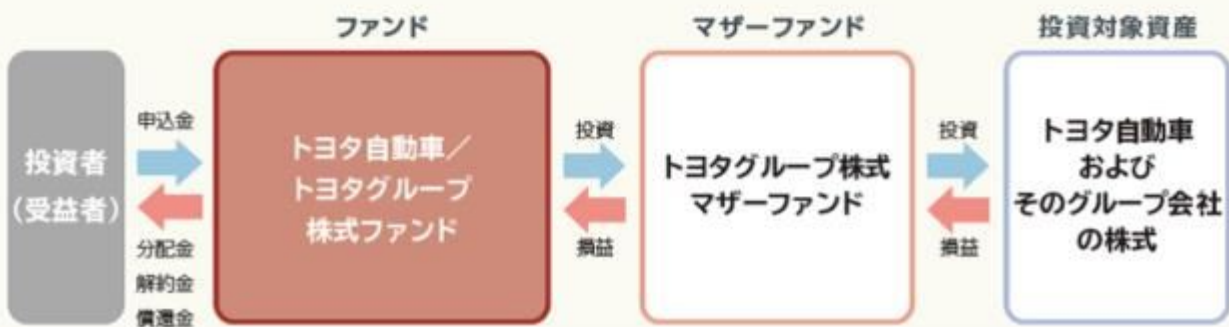 ファンド
マザーファンド
投資対象資産
投資者
(受益者)
申込金
分配金
解約金
償還金
トヨタ自動車／
トヨタグループ
株式ファンド
投資
損益
トヨタグループ株式
マザーファンド
投資
損益
トヨタ自動車
および
そのグループ会社
の株式